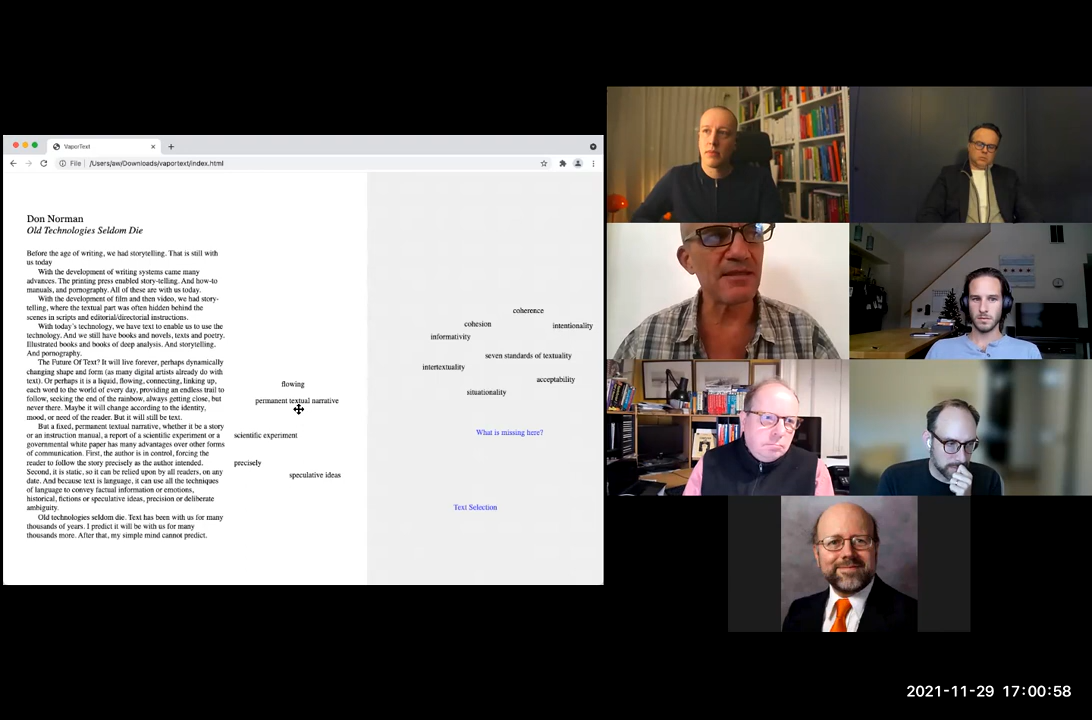 VaporText
File
/Users/aw/Downloads/vaportext/index.html
Don Norman
Old Technologies Seldom Die
Before the age of writing, we had storytelling. That is still with
us today
With the development of writing systems came many
advances. The printing press enabled story-telling. And how-to
manuals, and pornography. All of these are with us today.
With the development of film and then video, we had story-
telling, where the textual part was often hidden behind the
scenes in scripts and editorial/directorial instructions.
With today's technology, we have text to enable us to use the
technology. And we still have books and novels, texts and poetry.
Illustrated books and books of deep analysis. And storytelling.
And pornography.
The Future Of Text? It will live forever, perhaps dynamically
changing shape and form (as many digital artists already do with
text). Or perhaps it is a liquid, flowing, connecting, linking up,
each word to the world of every day, providing an endless trail to
follow, seeking the end of the rainbow, always getting close, but
never there. Maybe it will change according to the identity,
mood, or need of the reader. But it will still be text.
But a fixed, permanent textual narrative, whether it be a story
or an instruction manual, a report of a scientific experiment or a
governmental white paper has many advantages over other forms
of communication. First, the author is in control, forcing the
reader to follow the story precisely as the author intended.
Second, it is static, so it can be relied upon by all readers, on any
date. And because text is language, it can use all the techniques
of language to convey factual information or emotions,
historical, fictions or speculative ideas, precision or deliberate
ambiguity.
Old technologies seldom die. Text has been with us for many
thousands of years. I predict it will be with us for many
thousands more. After that, my simple mind cannot predict.
flowing
permanent textual narrative
scientific experiment
precisely
speculative ideas
coherence
cohesion
intentionality
informativity
seven standards of textuality
intertextuality
acceptability
situationality
What is missing here?
Text Selection
2021-11-29 17:00:58